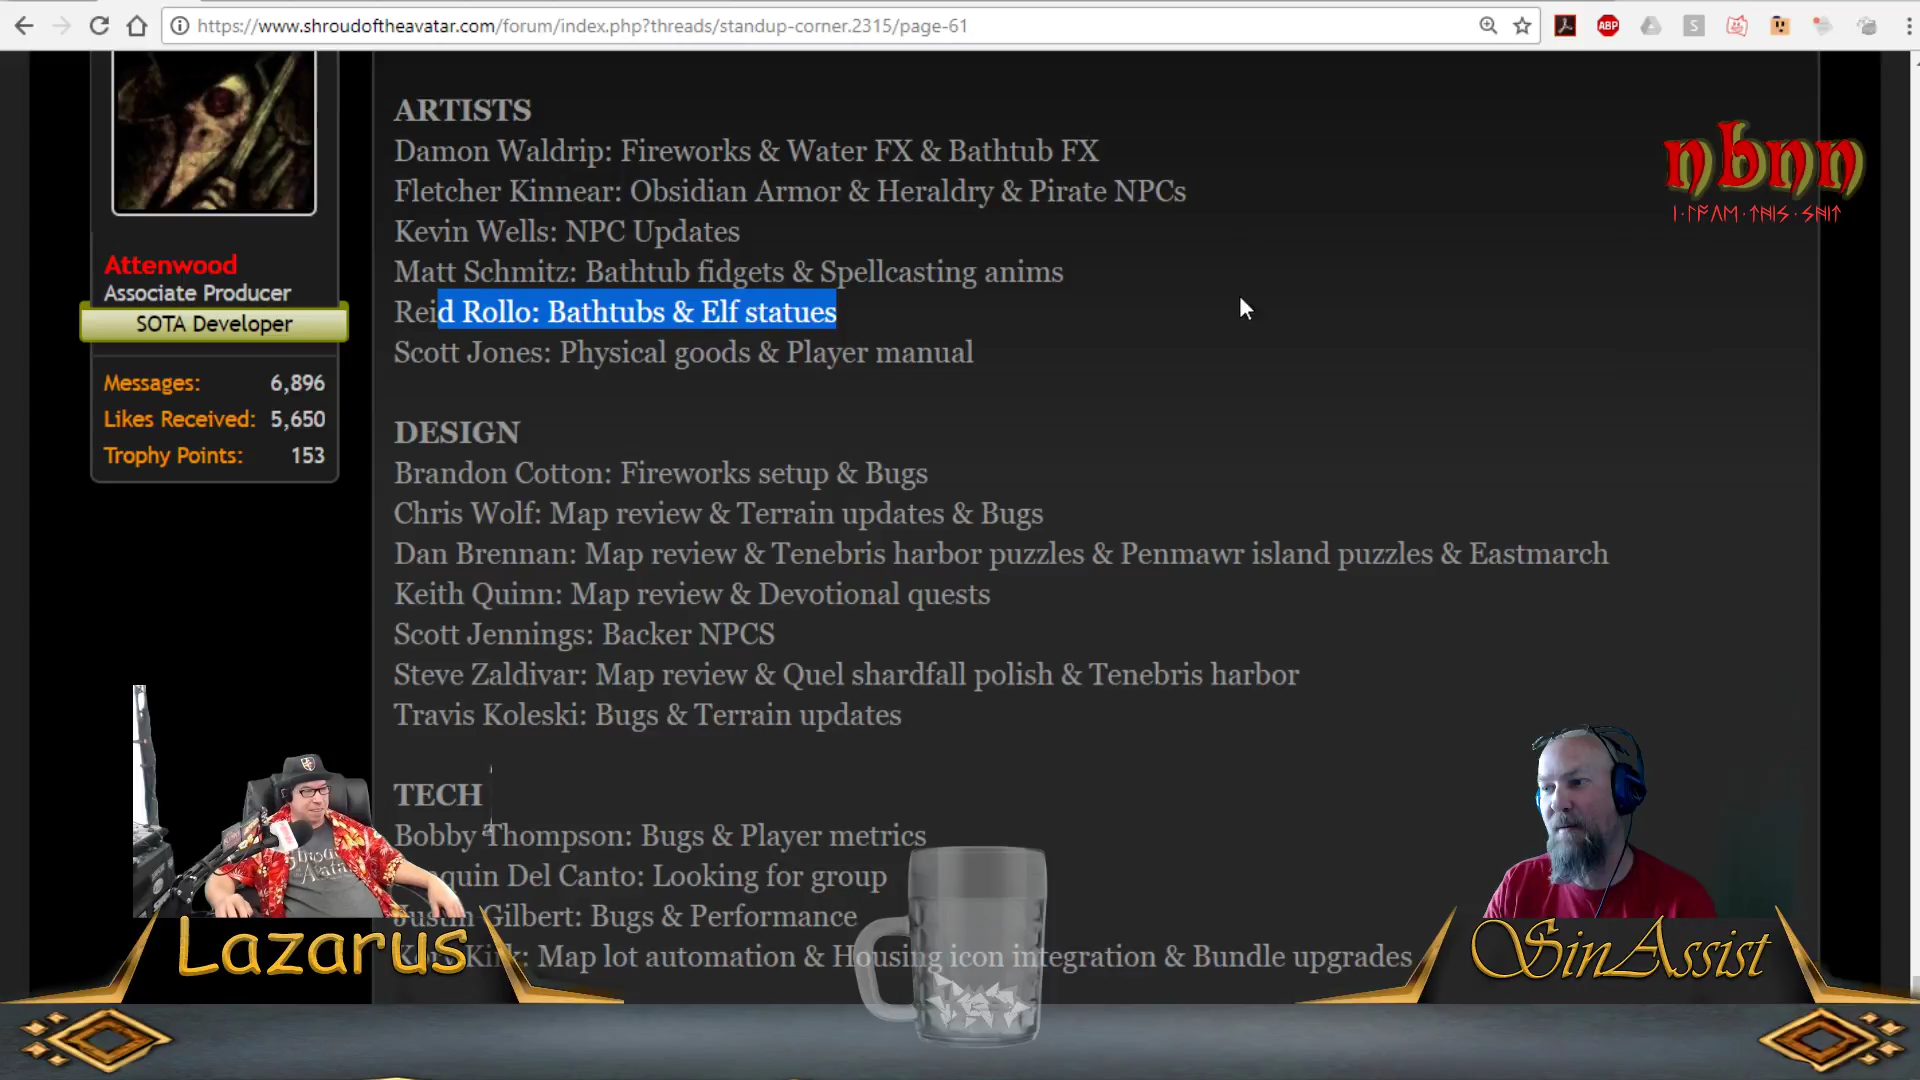 https://www.shroudoftheavatar.com/forum/index.php?threads/standup-corner.2315/page-61
ABP
S
ARTISTS
Damon Waldrip: Fireworks & Water FX & Bathtub FX
Fletcher Kinnear: Obsidian Armor & Heraldry & Pirate NPCs
Kevin Wells: NPC Updates
Matt Schmitz: Bathtub fidgets & Spellcasting anims
Reid Rollo: Bathtubs & Elf statues
Scott Jones: Physical goods & Player manual
nbnn
Attenwood
Associate Producer
SOTA Developer
Messages: 6,896
Likes Received: 5,650
Trophy Points: 153
DESIGN
Brandon Cotton: Fireworks setup & Bugs
Chris Wolf: Map review & Terrain updates & Bugs
Dan Brennan: Map review & Tenebris harbor puzzles & Penmawr island puzzles & Eastmarch
Keith Quinn: Map review & Devotional quests
Scott Jennings: Backer NPCS
Steve Zaldivar: Map review & Quel shardfall polish & Tenebris harbor
Travis Koleski: Bugs & Terrain updates
TECH
Bobby Thompson: Bugs & Player metrics
quin Del Canto: Looking for group
Justin Gilbert: Bugs & Performance
Kirk: Map lot automation & Housing icon integration & Bundle upgrades
Lazarus
SinAssist